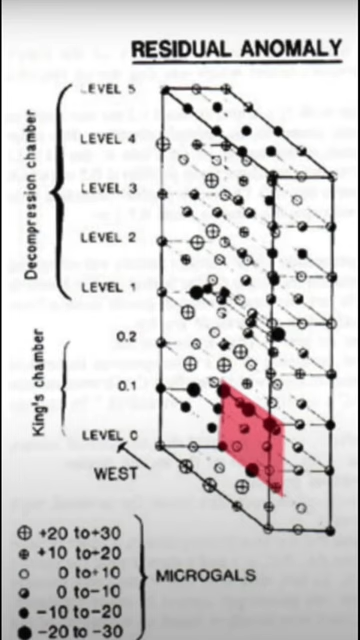 RESIDUAL ANOMALY
LEVEL 5
LEVEL 4
Decompression chamber
LEVEL 3
LEVEL 2
LEVEL 1
0.2
King's chamber
0.1
LEVEL 0
WEST
+20 to+30
+10 to+20
0 to+10
0 to-10
-10 to-20
-20 to-30
MICROGALS